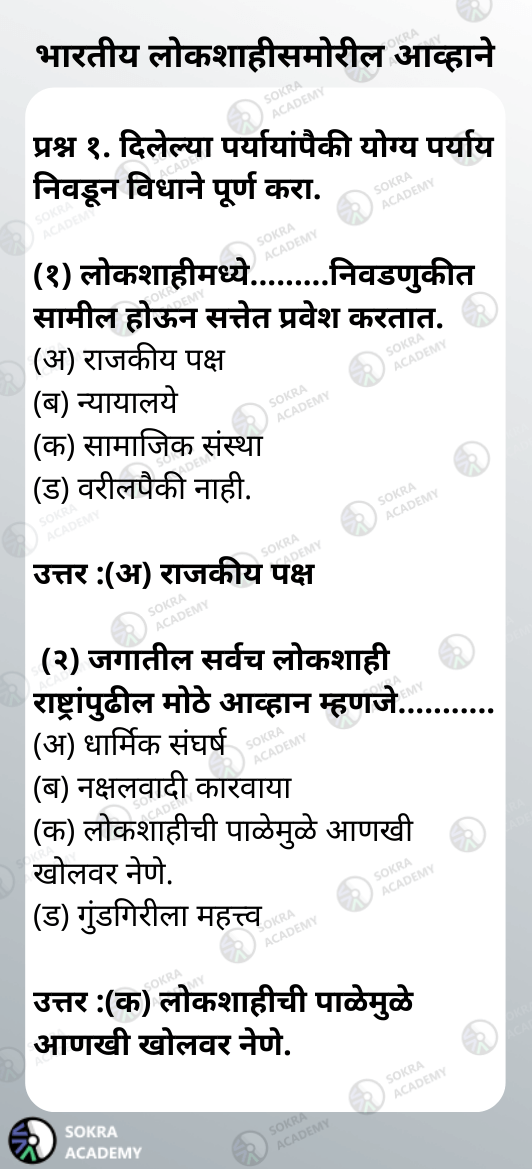 भारतीय लोकशाहीसमोरील आव्हाने
प्रश्न १. दिलेल्या पर्यायांपैकी योग्य पर्याय
निवडून विधाने पूर्ण करा.
(१) लोकशाहीमध्ये.........निवडणुकीत
सामील होऊन सत्तेत प्रवेश करतात.
(अ) राजकीय पक्ष
(ब) न्यायालये
(क) सामाजिक संस्था
(ड) वरीलपैकी नाही.
उत्तर :(अ) राजकीय पक्ष
(२) जगातील सर्वच लोकशाही
राष्ट्रांपुढील मोठे आव्हान म्हणजे...........
(अ) धार्मिक संघर्ष
(ब) नक्षलवादी कारवाया
(क) लोकशाहीची पाळेमुळे आणखी
खोलवर नेणे.
(ड) गुंडगिरीला महत्त्व
उत्तर :(क) लोकशाहीची पाळेमुळे
आणखी खोलवर नेणे.
SOKRA
ACADEMY